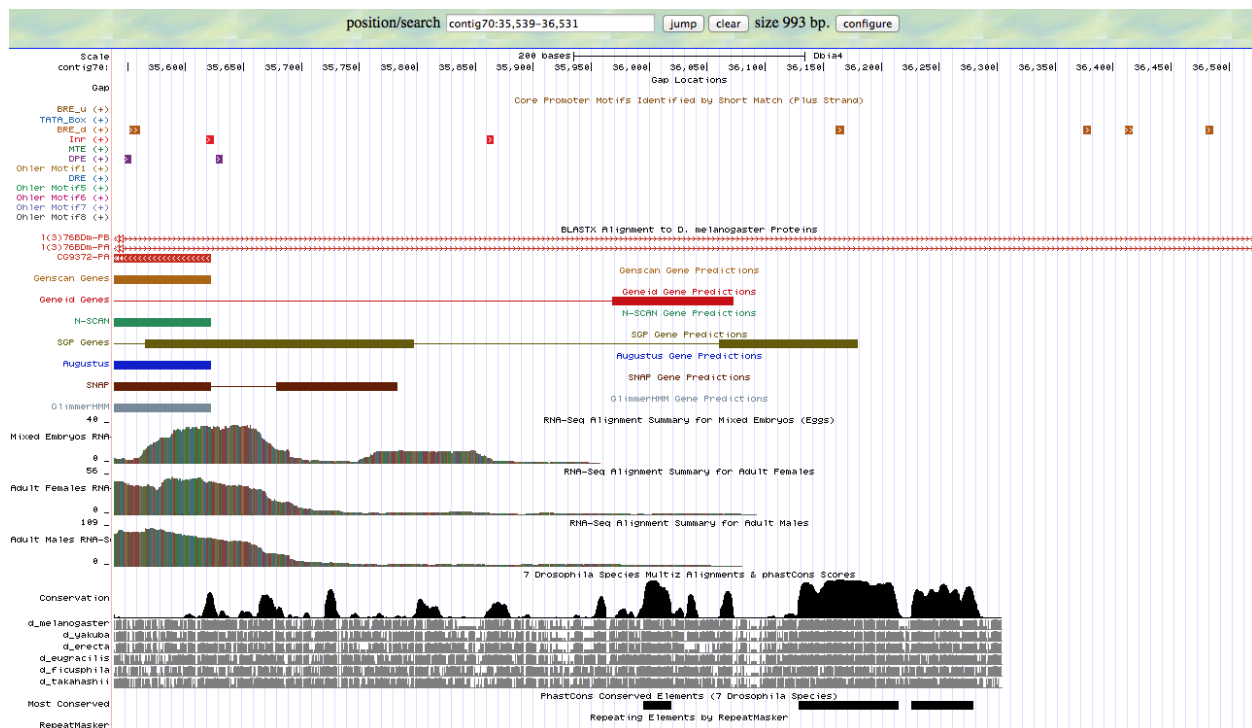 position/search contig70:35,539-36,531 jump clear size 993 bp. configure
Scale 200 bases Dbia4
contig70: 35,600 35,650 35,700 35,750 35,800 35,850 35,900 35,950 36,000 36,050 36,100 36,150 36,200 36,250 36,300 36,350 36,400 36,450 36,500
Gap Locations
Gap
Core Promoter Motifs Identified by Short Match (Plus Strand)
BRE_u (+)
TATA_Box (+)
BRE_d (+)
Inr (+)
MTE (+)
DPE (+)
Ohler Motif1 (+)
DRE (+)
Ohler Motif5 (+)
Ohler Motif6 (+)
Ohler Motif7 (+)
Ohler Motif8 (+)
BLASTX Alignment to D. melanogaster Proteins
l(3)76BDm-PB
l(3)76BDm-PA
CG9372-PA
Genscan Gene Predictions
Genscan Genes
Geneid Gene Predictions
Geneid Genes
N-SCAN Gene Predictions
N-SCAN
SGP Gene Predictions
SGP Genes
Augustus Gene Predictions
Augustus
SNAP Gene Predictions
SNAP
GlimmerHMM Gene Predictions
GlimmerHMM
RNA-Seq Alignment Summary for Mixed Embryos (Eggs)
40 _
Mixed Embryos RNA-
0 _
RNA-Seq Alignment Summary for Adult Females
56 _
Adult Females RNA-
0 _
RNA-Seq Alignment Summary for Adult Males
109 _
Adult Males RNA-S
0 _
7 Drosophila Species Multiz Alignments & phastCons Scores
Conservation
d_melanogaster
d_yakuba
d_erecta
d_eugracilis
d_ficusphila
d_takahashii
PhastCons Conserved Elements (7 Drosophila Species)
Most Conserved
Repeating Elements by RepeatMasker
RepeatMasker